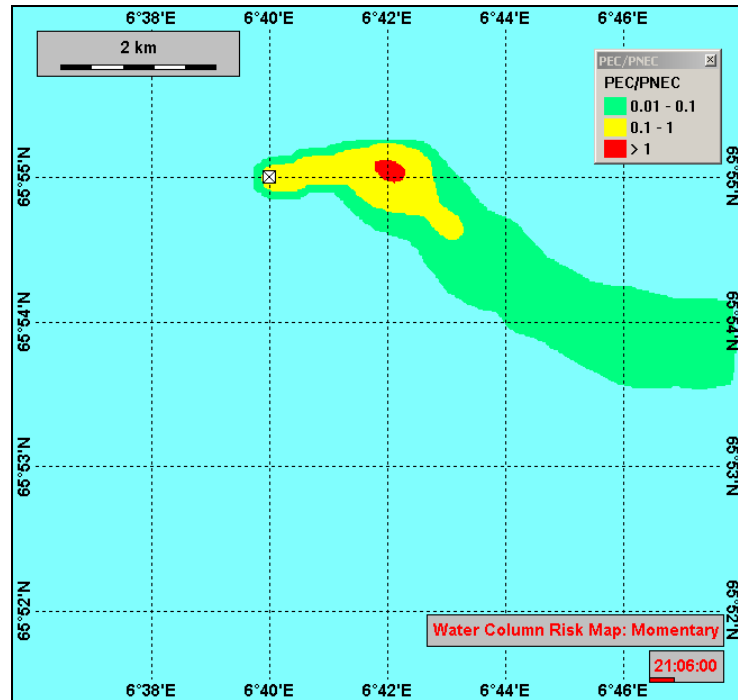 6°38'E 6°40'E 6°42'E 6°44'E 6°46'E
2 km
PEC/PNEC
PEC/PNEC
0.01 - 0.1
0.1 - 1
> 1
65°55'N 65°55'N
65°54'N 65°54'N
65°53'N 65°53'N
65°52'N 65°52'N
Water Column Risk Map: Momentary
21:06:00
6°38'E 6°40'E 6°42'E 6°44'E 6°46'E